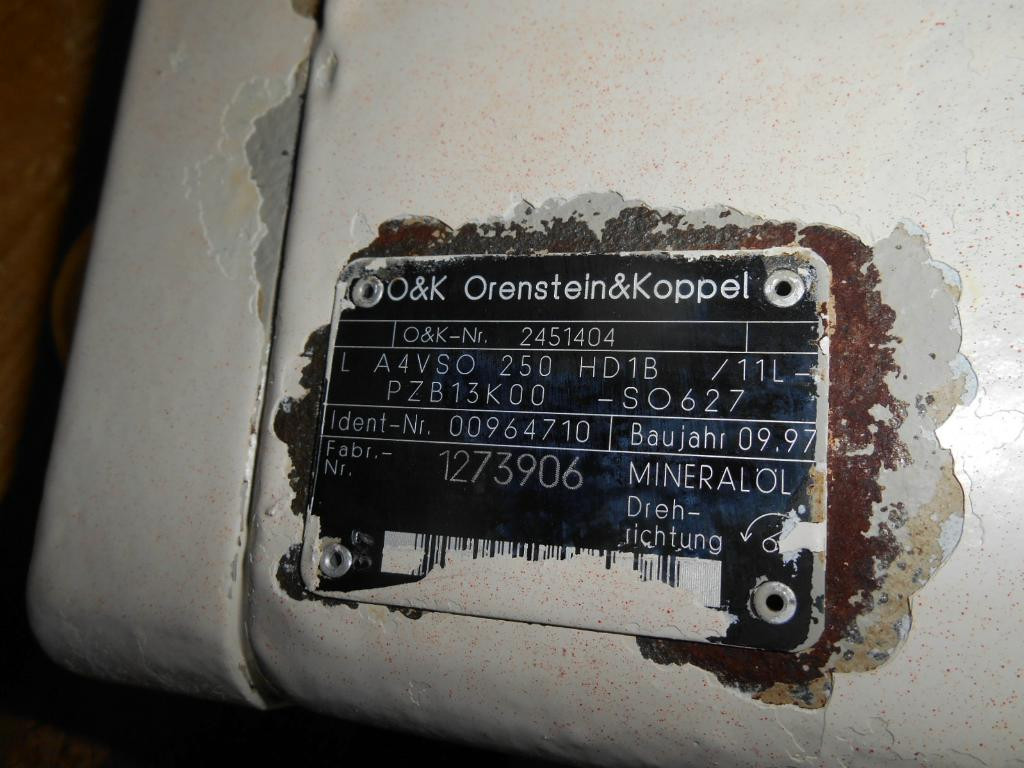 O&K Orenstein&Koppel
O&K-Nr. 2451404
L A4VSO 250 HD1B /11L-
PZB13K00 -SO627
Ident-Nr. 00964710 Baujahr 09.97
Fabr.-
Nr. 1273906 MINERALÖL
Dreh-
richtung
37